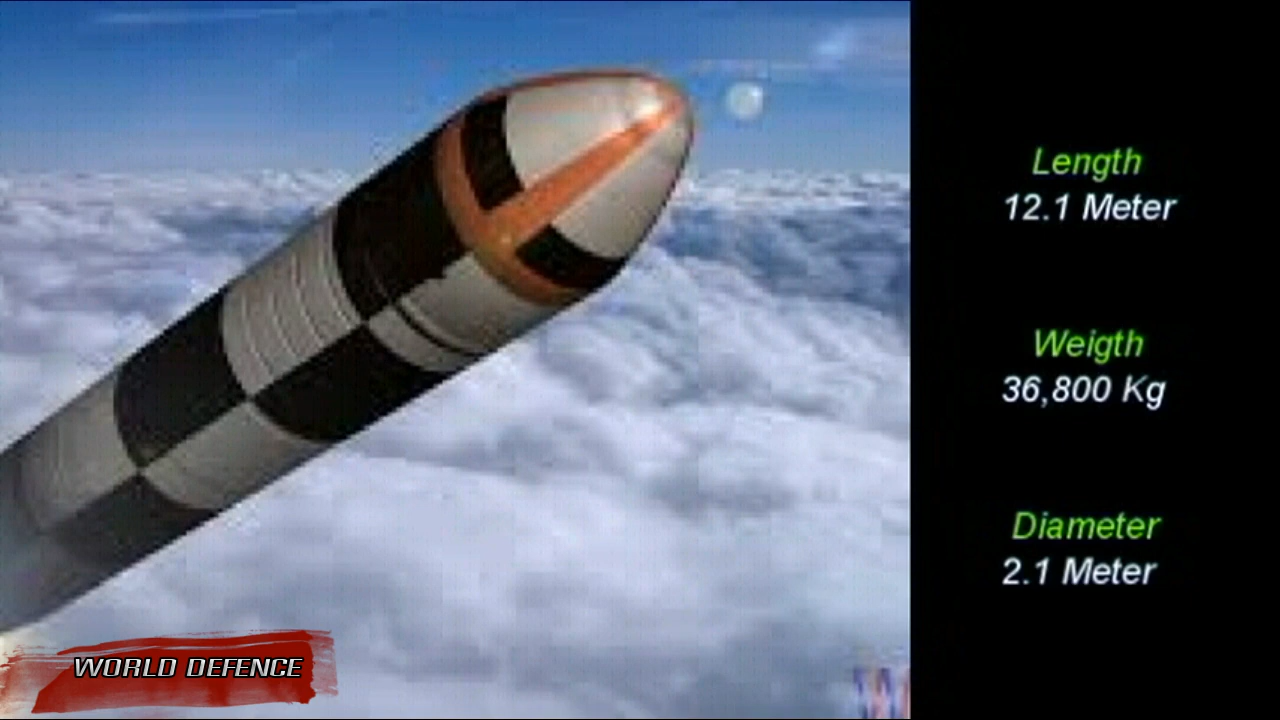 Length
12.1 Meter
Weigth
36,800 Kg
Diameter
2.1 Meter
WORLD DEFENCE